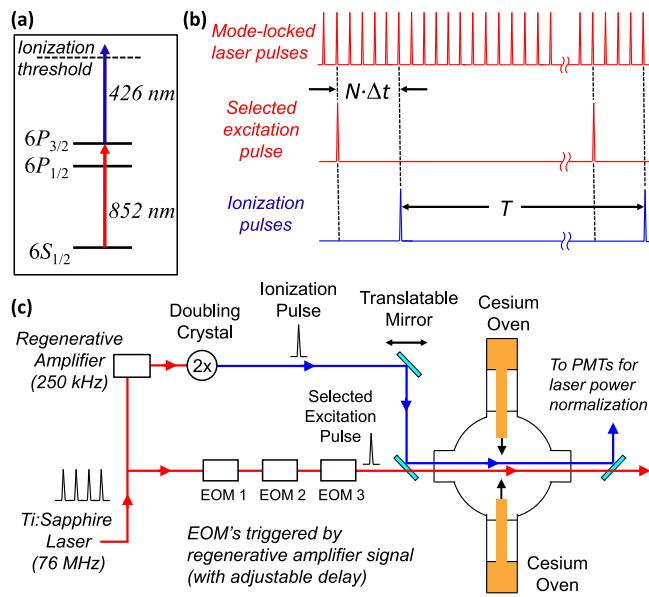 (a)
Ionization
threshold
426 nm
6P3/2
6P1/2
852 nm
6S1/2
(b)
Mode-locked
laser pulses
N·Δt
Selected
excitation
pulse
Ionization
pulses
T
(c)
Regenerative
Amplifier
(250 kHz)
Doubling
Crystal
2x
Ionization
Pulse
Translatable
Mirror
Cesium
Oven
To PMTs for
laser power
normalization
Selected
Excitation
Pulse
EOM 1
EOM 2
EOM 3
Ti:Sapphire
Laser
(76 MHz)
EOM's triggered by
regenerative amplifier signal
(with adjustable delay)
Cesium
Oven